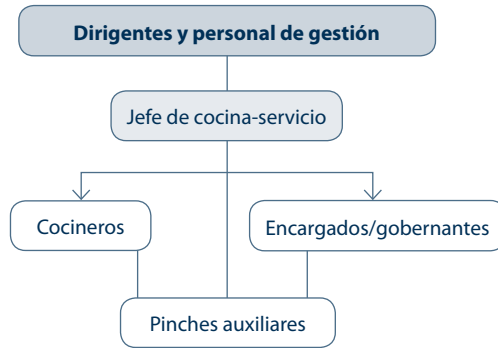 Dirigentes y personal de gestión
Jefe de cocina-servicio
Cocineros
Encargados/gobernantes
Pinches auxiliares